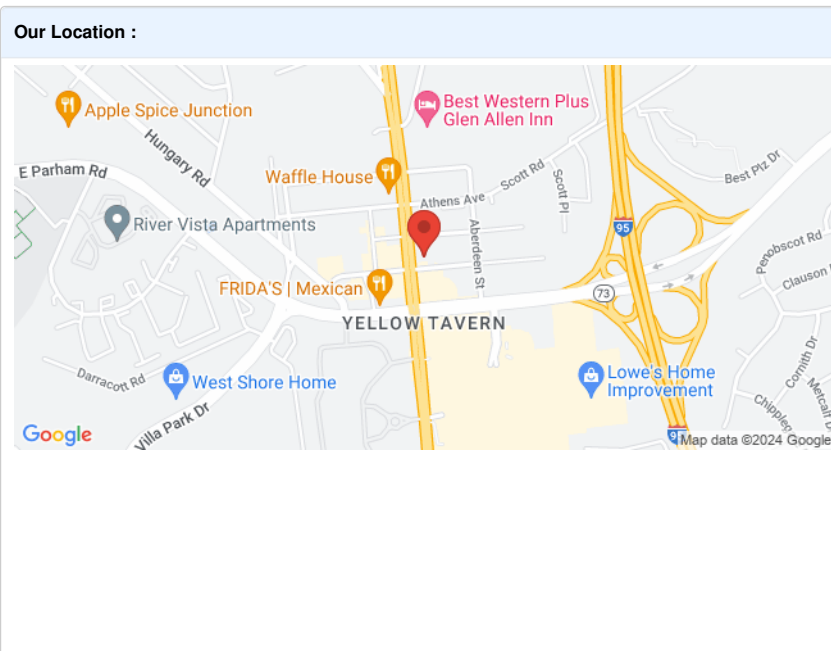 Our Location :
Apple Spice Junction
Best Western Plus
Glen Allen Inn
Hungary Rd
E Parham Rd
Waffle House
Scott Rd
Scott Pl
Best Plz Dr
Athens Ave
River Vista Apartments
Aberdeen St
95
Penobscot Rd
Clauson
FRIDA'S | Mexican
73
YELLOW TAVERN
Cornith Dr
Darracott Rd
West Shore Home
Lowe's Home
Improvement
Metcalf
Chippleg
Villa Park Dr
Google
Map data ©2024 Google